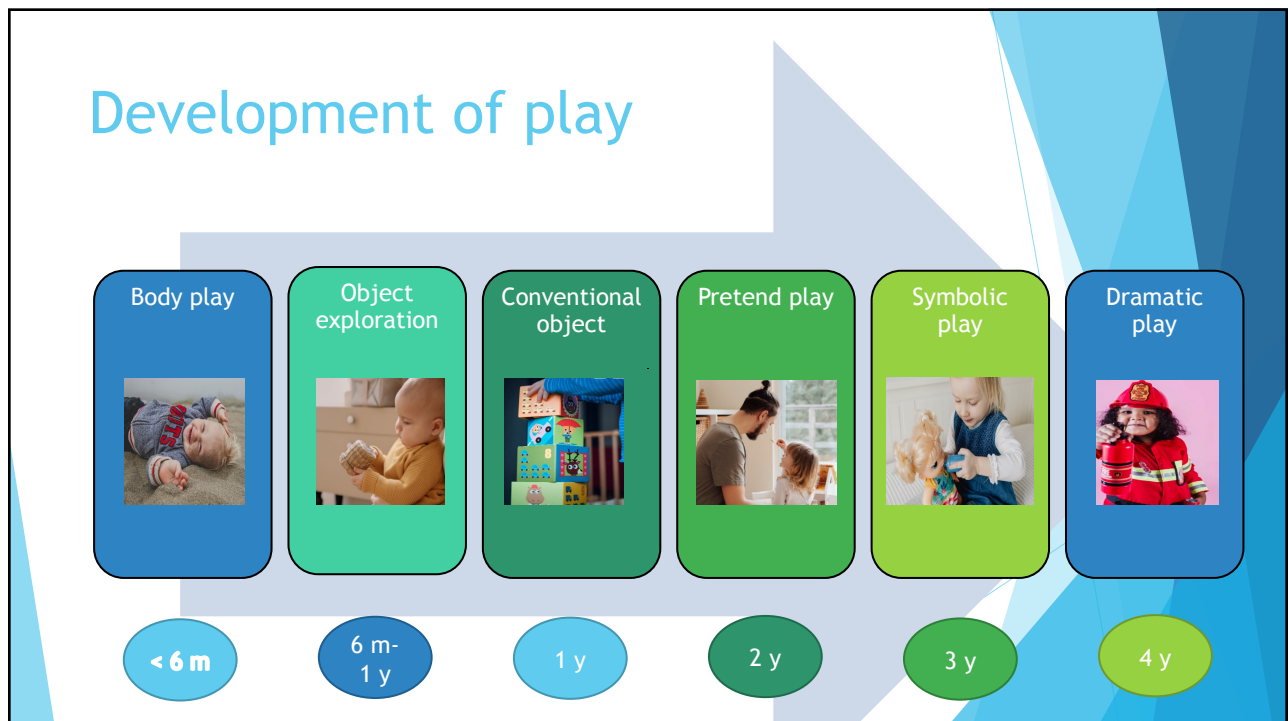 Development of play
Body play
Object
exploration
Conventional
object
Pretend play
Symbolic
play
Dramatic
play
< 6 m
6 m-
1 y
1 y
2 y
3 y
4 y